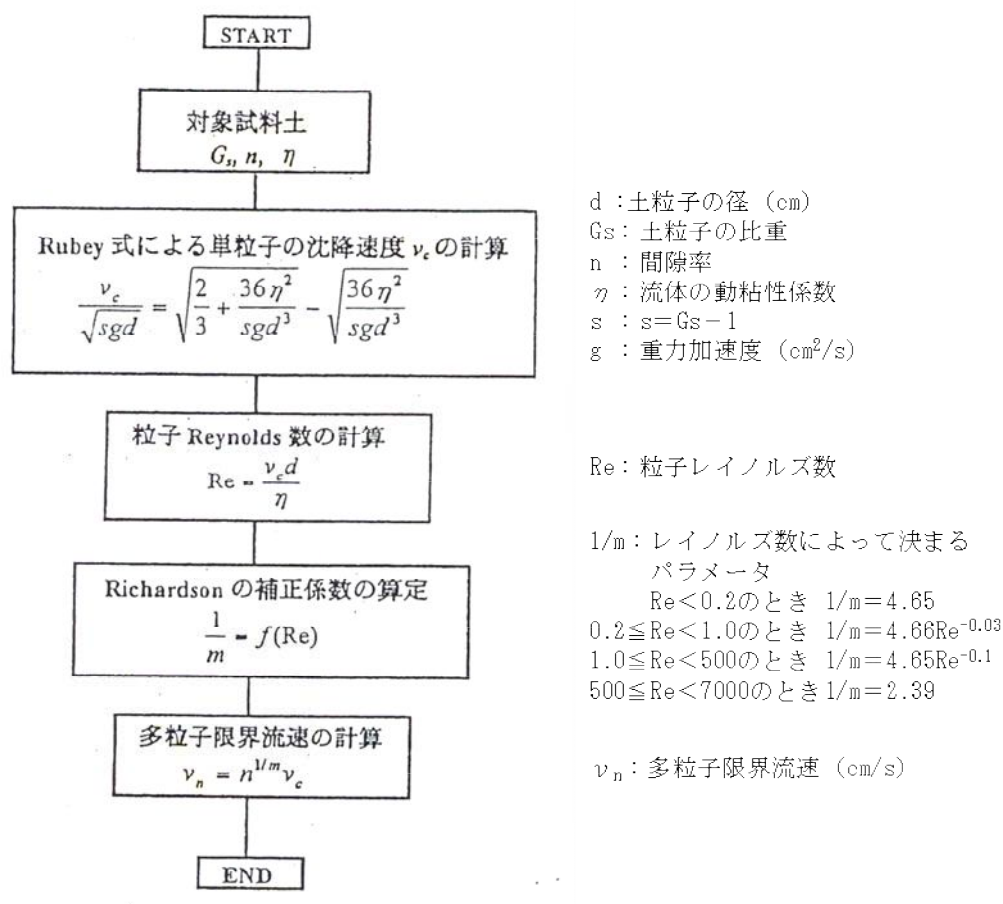 START
対象試料土
Gs, n, η
Rubey 式による単粒子の沈降速度 νcの計算
νc/√sgd = √(2/3 + 36η²/sgd³) − √(36η²/sgd³)
粒子 Reynolds 数の計算
Re = νcd/η
Richardson の補正係数の算定
1/m = f(Re)
多粒子限界流速の計算
νn = n^1/m νc
END
d :土粒子の径 (cm)
Gs: 土粒子の比重
n : 間隙率
η : 流体の動粘性係数
s : s=Gs−1
g : 重力加速度 (cm²/s)
Re: 粒子レイノルズ数
1/m: レイノルズ数によって決まる
パラメータ
Re<0.2のとき 1/m=4.65
0.2≦Re<1.0のとき 1/m=4.66Re⁻⁰·⁰³
1.0≦Re<500のとき 1/m=4.65Re⁻⁰·¹
500≦Re<7000のとき1/m=2.39
νn: 多粒子限界流速 (cm/s)